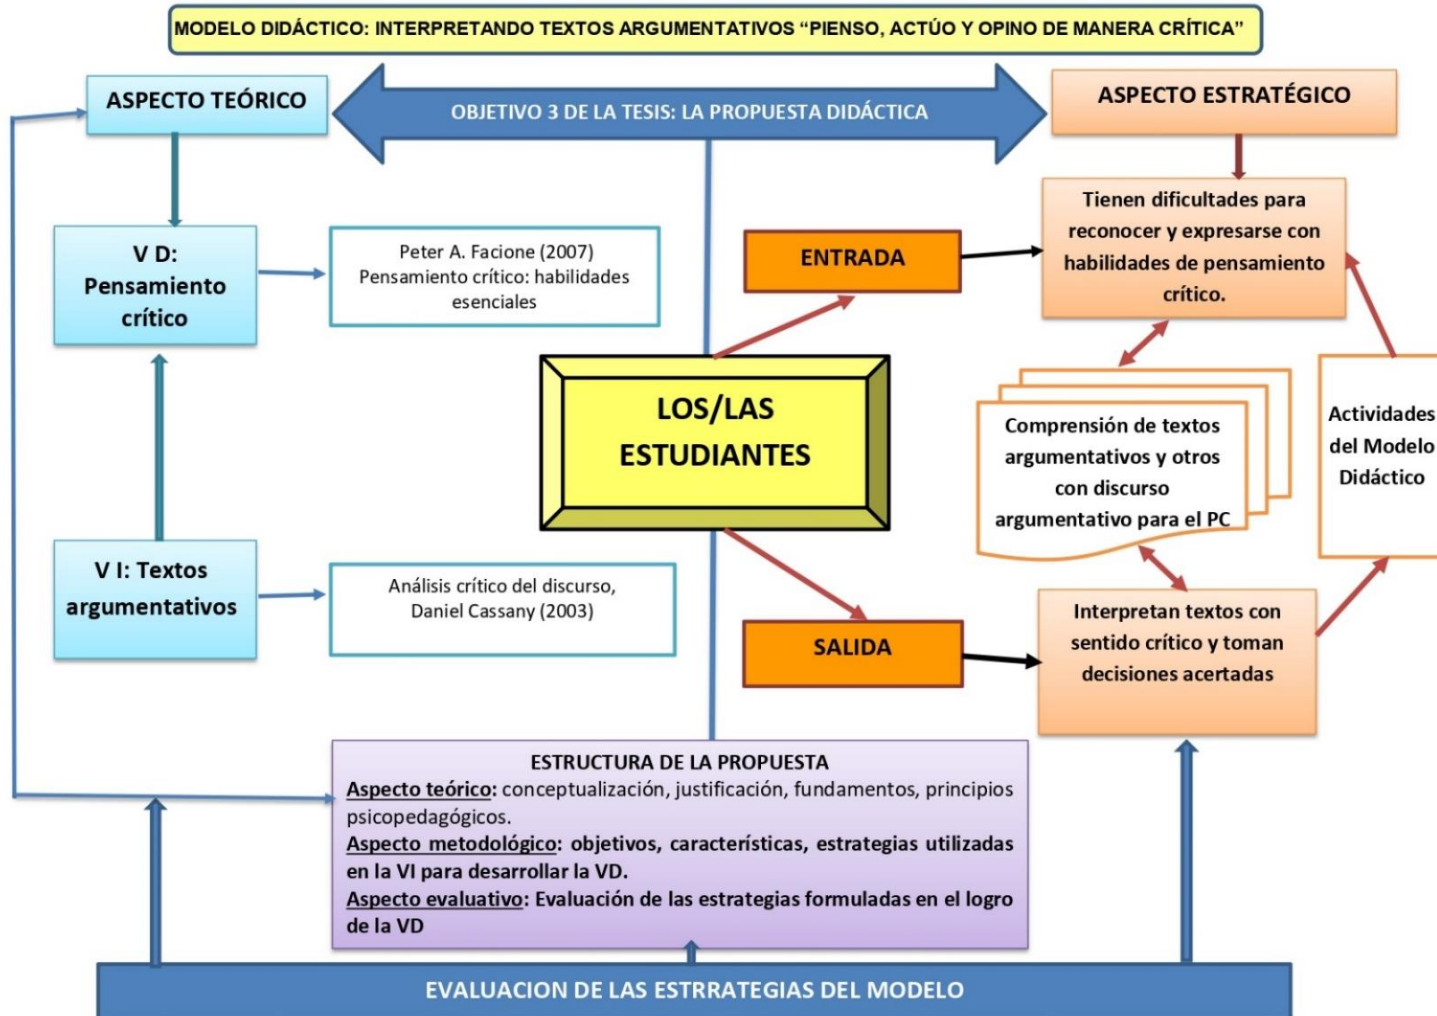 MODELO DIDÁCTICO: INTERPRETANDO TEXTOS ARGUMENTATIVOS “PIENSO, ACTÚO Y OPINO DE MANERA CRÍTICA”
ASPECTO TEÓRICO
OBJETIVO 3 DE LA TESIS: LA PROPUESTA DIDÁCTICA
ASPECTO ESTRATÉGICO
V D:
Pensamiento
crítico
Peter A. Facione (2007)
Pensamiento crítico: habilidades
esenciales
ENTRADA
Tienen dificultades para
reconocer y expresarse con
habilidades de pensamiento
crítico.
LOS/LAS
ESTUDIANTES
Comprensión de textos
argumentativos y otros
con discurso
argumentativo para el PC
Actividades
del Modelo
Didáctico
V I: Textos
argumentativos
Análisis crítico del discurso,
Daniel Cassany (2003)
SALIDA
Interpretan textos con
sentido crítico y toman
decisiones acertadas
ESTRUCTURA DE LA PROPUESTA
Aspecto teórico: conceptualización, justificación, fundamentos, principios
psicopedagógicos.
Aspecto metodológico: objetivos, características, estrategias utilizadas
en la VI para desarrollar la VD.
Aspecto evaluativo: Evaluación de las estrategias formuladas en el logro
de la VD
EVALUACION DE LAS ESTRRATEGIAS DEL MODELO